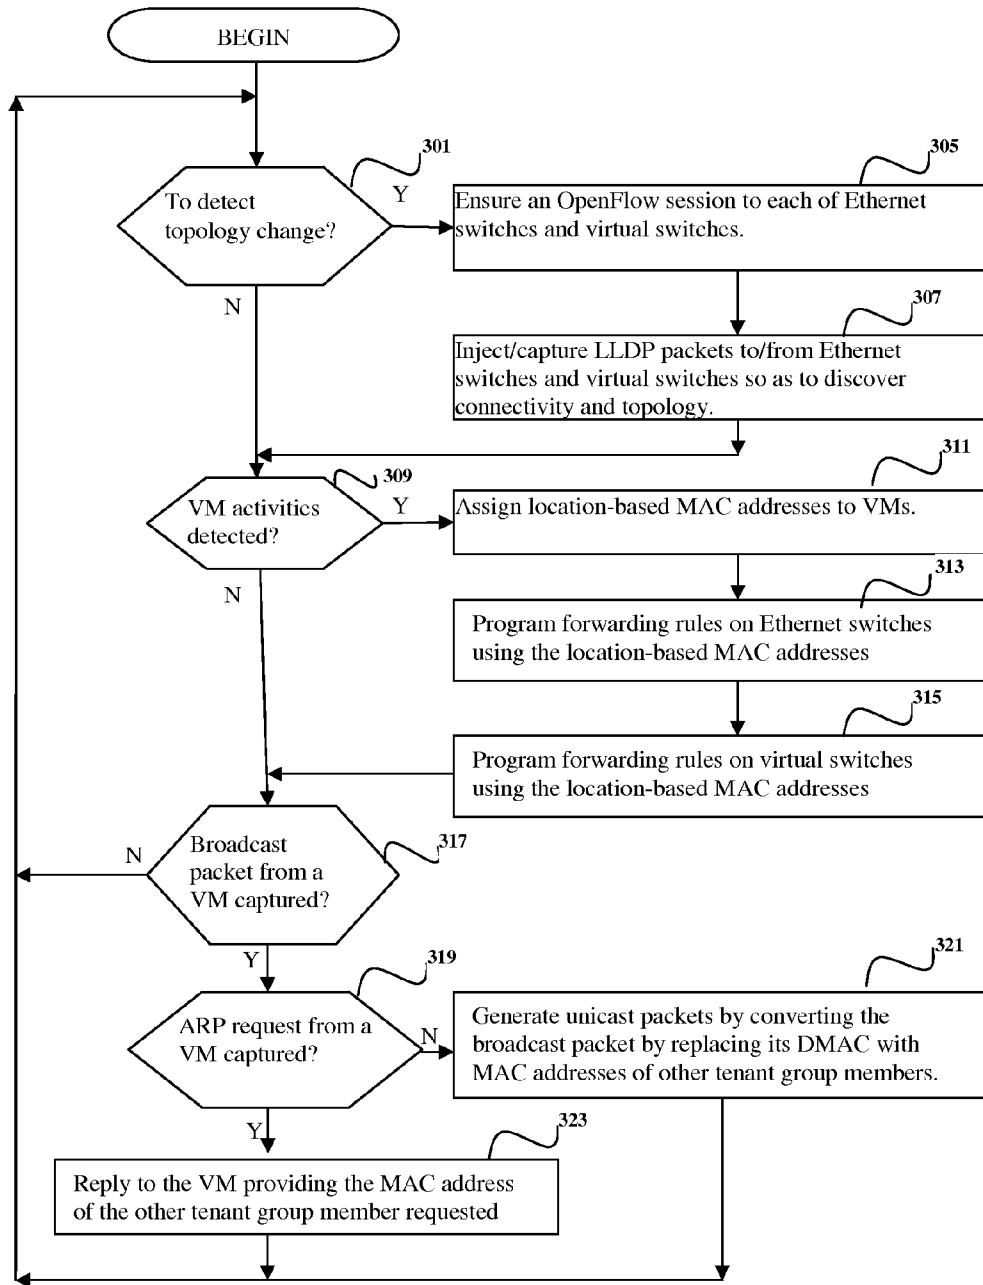 BEGIN
301
To detect
topology change?
Y
N
305
Ensure an OpenFlow session to each of Ethernet
switches and virtual switches.
307
Inject/capture LLDP packets to/from Ethernet
switches and virtual switches so as to discover
connectivity and topology.
309
VM activities
detected?
Y
N
311
Assign location-based MAC addresses to VMs.
313
Program forwarding rules on Ethernet switches
using the location-based MAC addresses
315
Program forwarding rules on virtual switches
using the location-based MAC addresses
317
Broadcast
packet from a
VM captured?
N
Y
319
ARP request from a
VM captured?
N
Y
321
Generate unicast packets by converting the
broadcast packet by replacing its DMAC with
MAC addresses of other tenant group members.
323
Reply to the VM providing the MAC address
of the other tenant group member requested